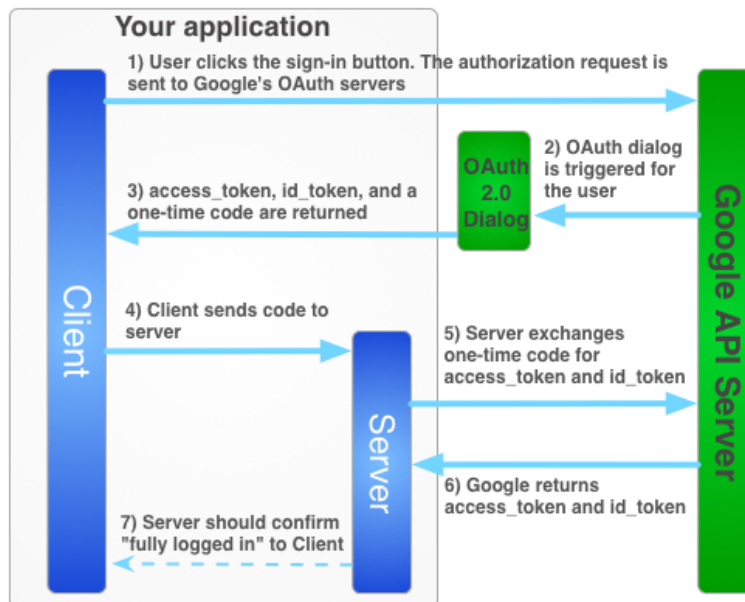 Your application
1) User clicks the sign-in button. The authorization request is
sent to Google's OAuth servers
2) OAuth dialog
is triggered for
the user
OAuth
2.0
Dialog
3) access_token, id_token, and a
one-time code are returned
Client
4) Client sends code to
server
5) Server exchanges
one-time code for
access_token and id_token
Google API Server
Server
6) Google returns
access_token and id_token
7) Server should confirm
"fully logged in" to Client